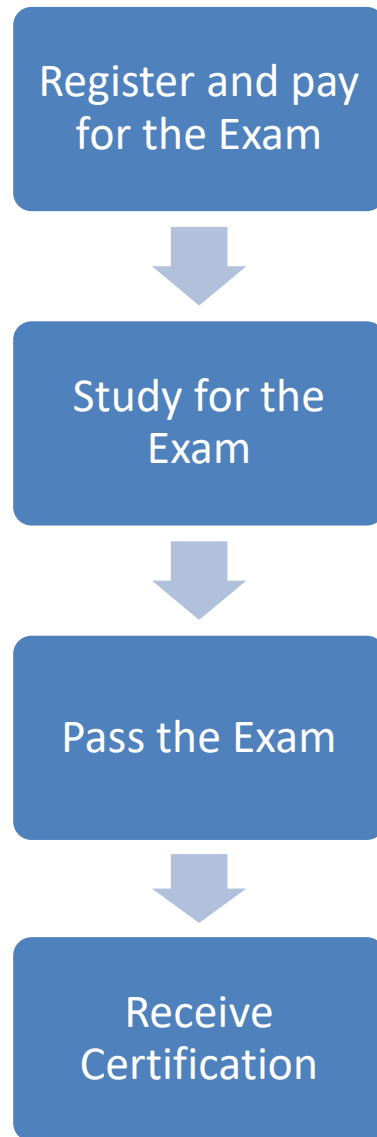 Register and pay
for the Exam
Study for the
Exam
Pass the Exam
Receive
Certification